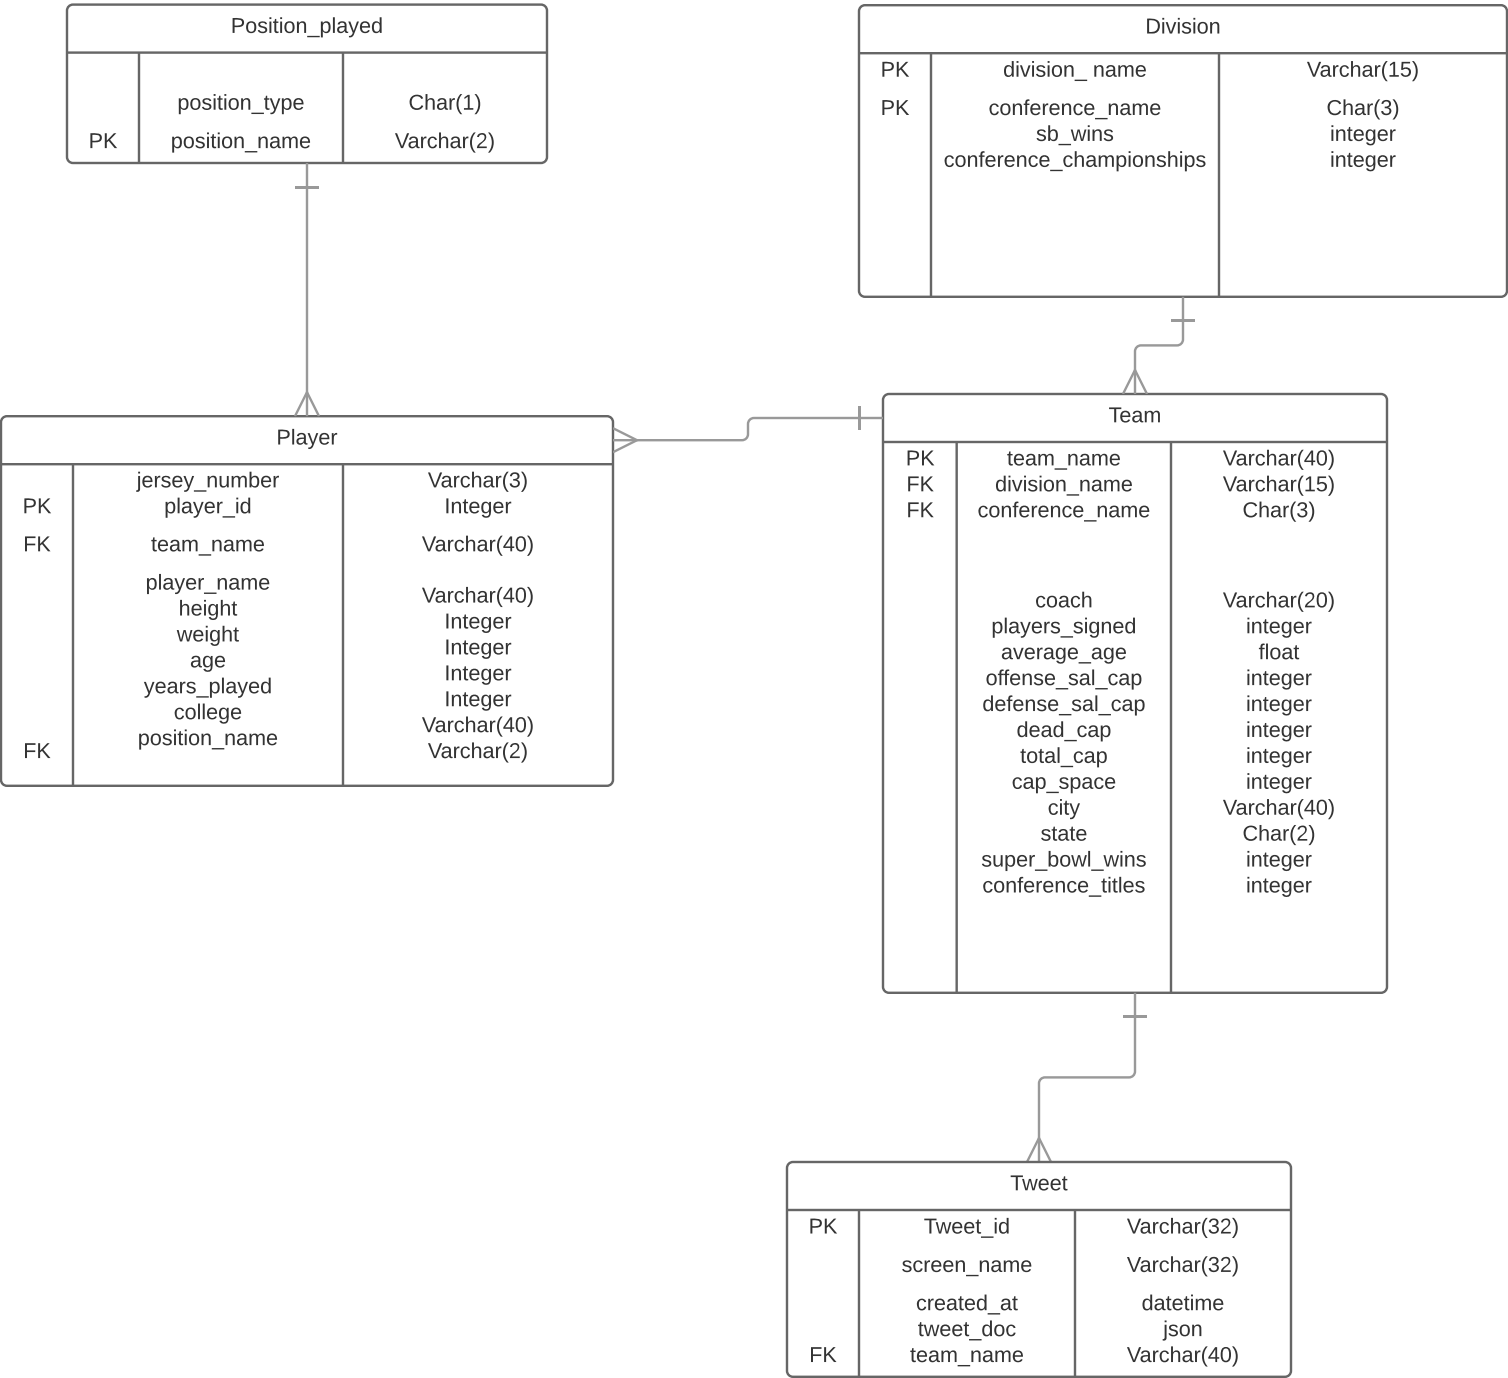 Position_played
position_type Char(1)
PK position_name Varchar(2)
Division
PK division_ name Varchar(15)
PK conference_name Char(3)
sb_wins integer
conference_championships integer
Player
jersey_number Varchar(3)
PK player_id Integer
FK team_name Varchar(40)
player_name Varchar(40)
height Integer
weight Integer
age Integer
years_played Integer
college Varchar(40)
FK position_name Varchar(2)
Team
PK team_name Varchar(40)
FK division_name Varchar(15)
FK conference_name Char(3)
coach Varchar(20)
players_signed integer
average_age float
offense_sal_cap integer
defense_sal_cap integer
dead_cap integer
total_cap integer
cap_space integer
city Varchar(40)
state Char(2)
super_bowl_wins integer
conference_titles integer
Tweet
PK Tweet_id Varchar(32)
screen_name Varchar(32)
created_at datetime
tweet_doc json
FK team_name Varchar(40)